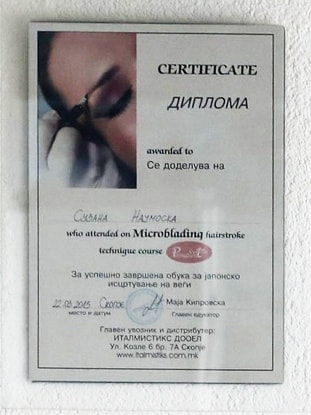 CERTIFICATE
ДИПЛОМА
awarded to
Се доделува на
Сузана Наумоска
who attended on Microblading hairstroke
technique course
За успешно завршена обука за јапонско
исцртување на веѓи
22.03.2015 Скопје Маја Кипровска
место и датум Главен едукатор
Главен увозник и дистрибутер:
ИТАЛМИСТИКС ДООЕЛ
Ул. Козле 6 бр. 7А Скопје
www.italmistiks.com.mk